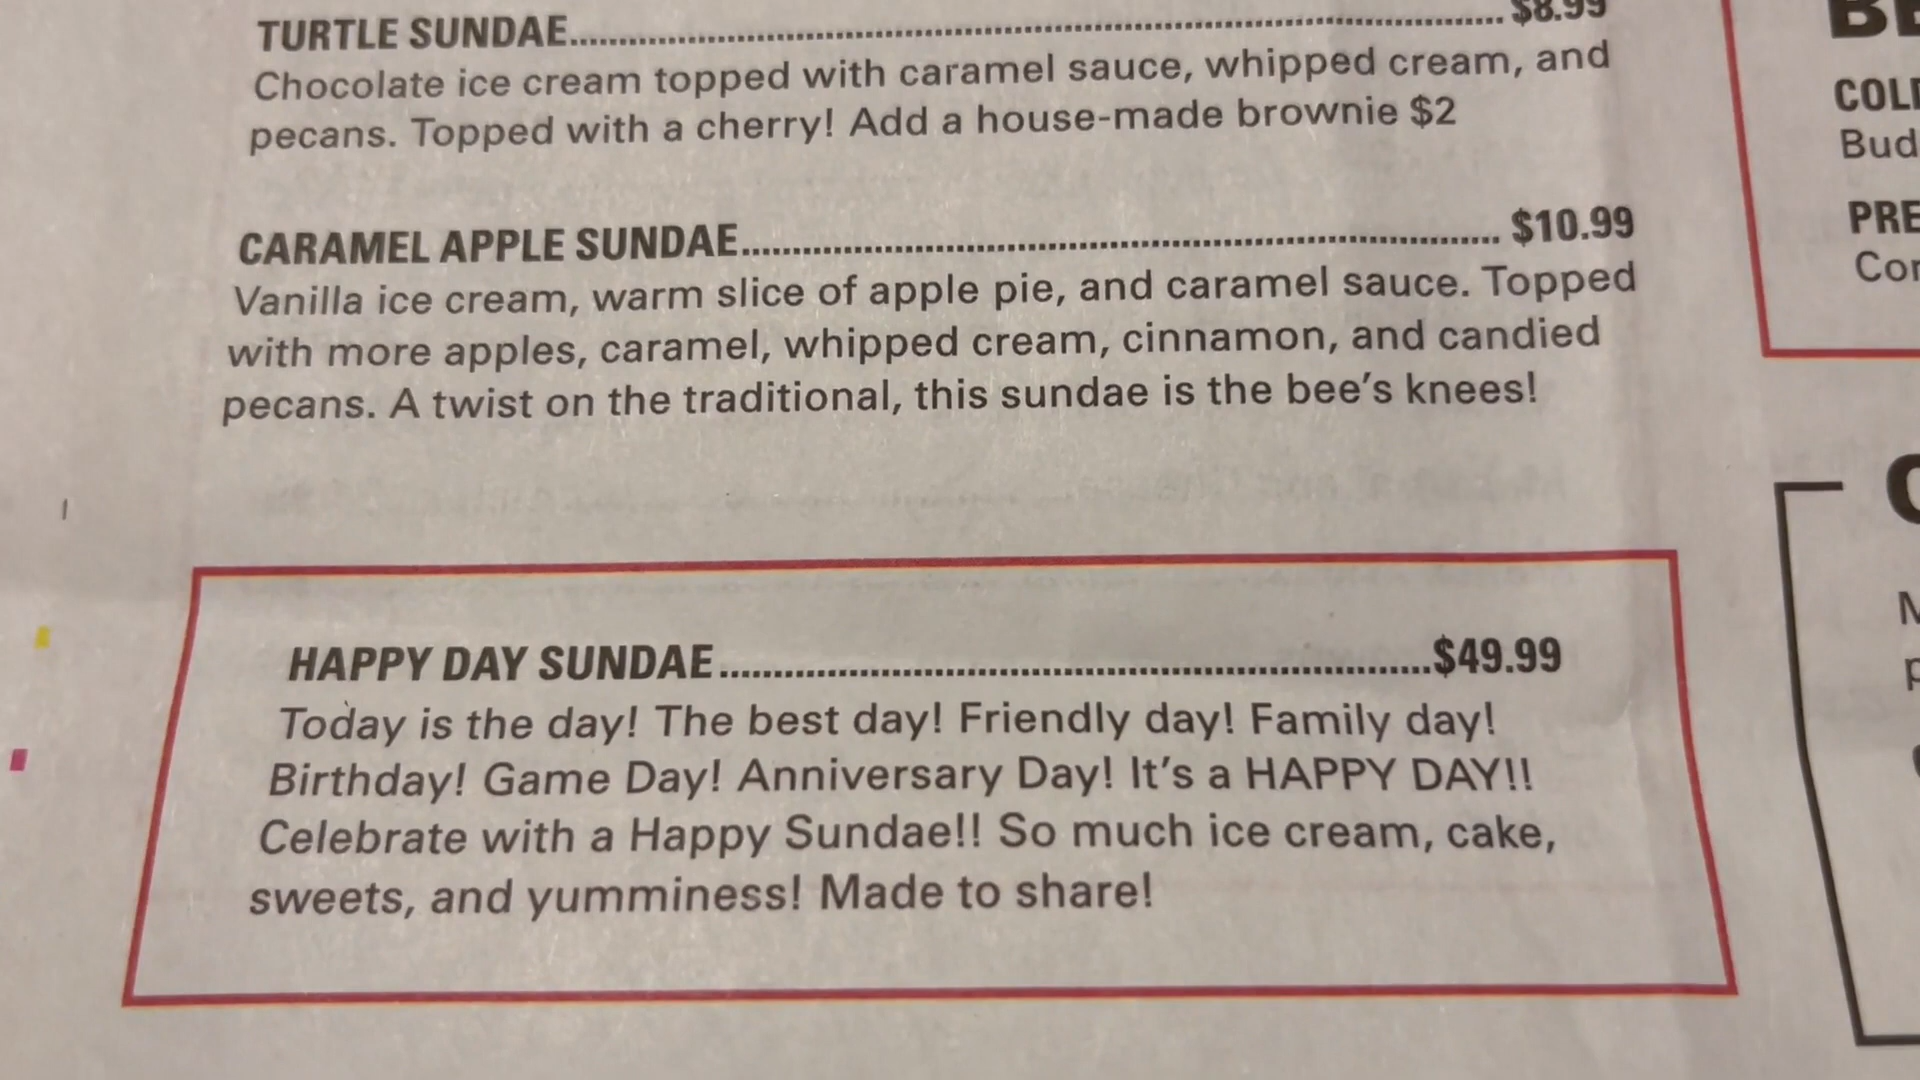 TURTLE SUNDAE.......... $8.99
Chocolate ice cream topped with caramel sauce, whipped cream, and
pecans. Topped with a cherry! Add a house-made brownie $2
CARAMEL APPLE SUNDAE.......... $10.99
Vanilla ice cream, warm slice of apple pie, and caramel sauce. Topped
with more apples, caramel, whipped cream, cinnamon, and candied
pecans. A twist on the traditional, this sundae is the bee's knees!
HAPPY DAY SUNDAE..........$49.99
Today is the day! The best day! Friendly day! Family day!
Birthday! Game Day! Anniversary Day! It's a HAPPY DAY!!
Celebrate with a Happy Sundae!! So much ice cream, cake,
sweets, and yumminess! Made to share!
Bud
PRE